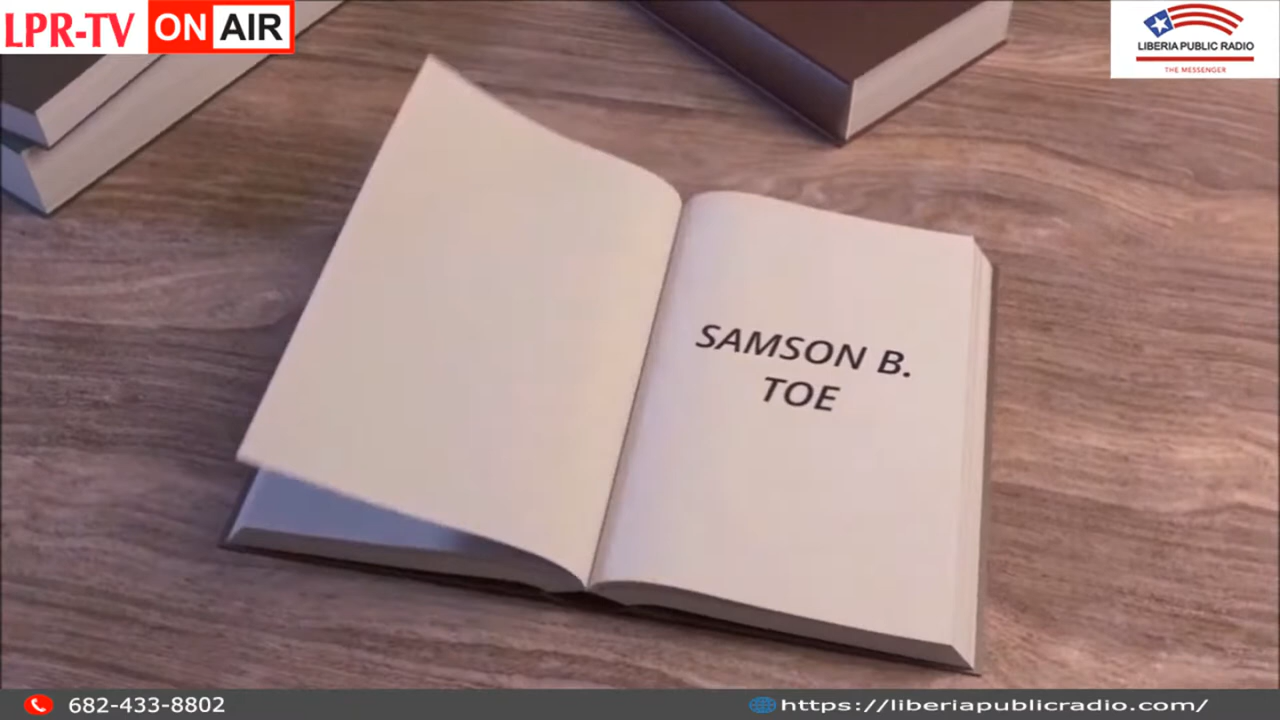 LPR-TV ON AIR
LIBERIA PUBLIC RADIO
THE MESSENGER
SAMSON B.
TOE
682-433-8802
https://liberiapublicradio.com/